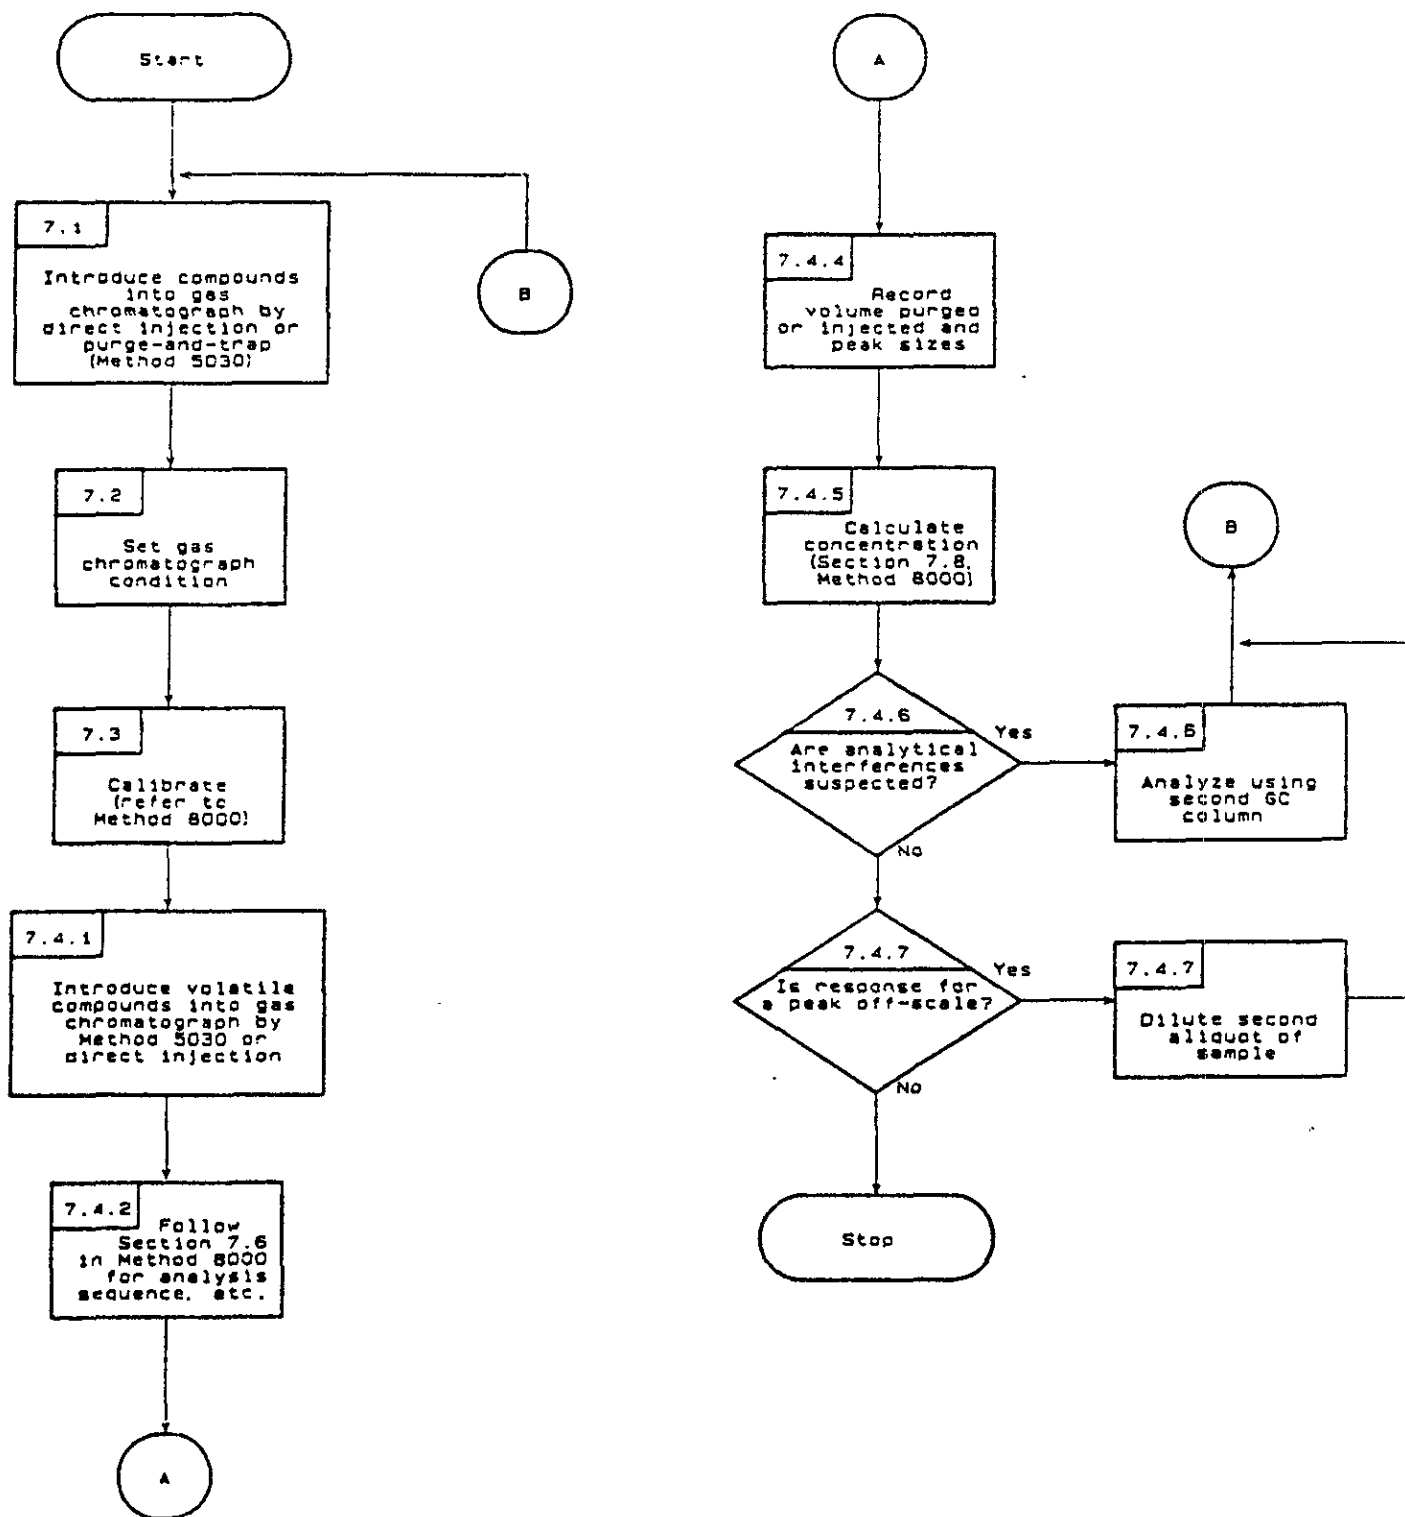 Start
7.1
Introduce compounds
into gas
chromatograph by
direct injection or
purge-and-trap
(Method 5030)
B
7.2
Set gas
chromatograph
condition
7.3
Calibrate
(refer to
Method 8000)
7.4.1
Introduce volatile
compounds into gas
chromatograph by
Method 5030 or
direct injection
7.4.2
Follow
Section 7.6
in Method 8000
for analysis
sequence, etc.
A
A
7.4.4
Record
volume purged
or injected and
peak sizes
7.4.5
Calculate
concentration
(Section 7.8,
Method 8000)
B
7.4.6
Are analytical
interferences
suspected?
Yes
No
7.4.6
Analyze using
second GC
column
7.4.7
Is response for
a peak off-scale?
Yes
No
7.4.7
Dilute second
aliquot of
sample
Stop